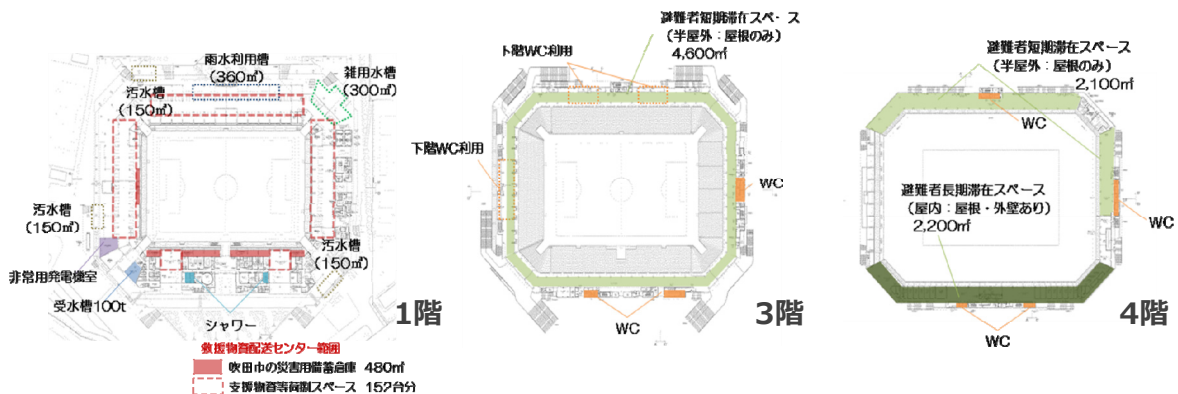 雨水利用槽
(360㎥)
雑用水槽
(300㎥)
汚水槽
(150㎥)
汚水槽
(150㎥)
汚水槽
(150㎥)
非常用発電機室
受水槽100t
シャワー
1階
救援物資配送センター範囲
吹田市の災害用備蓄倉庫 480㎡
支援物資等荷捌スペース 152台分
避難者短期滞在スペース
(半屋外:屋根のみ)
4,600㎡
下階WC利用
下階WC利用
WC
WC
3階
避難者短期滞在スペース
(半屋外:屋根のみ)
2,100㎡
WC
避難者長期滞在スペース
(屋内:屋根・外壁あり)
2,200㎡
WC
WC
4階